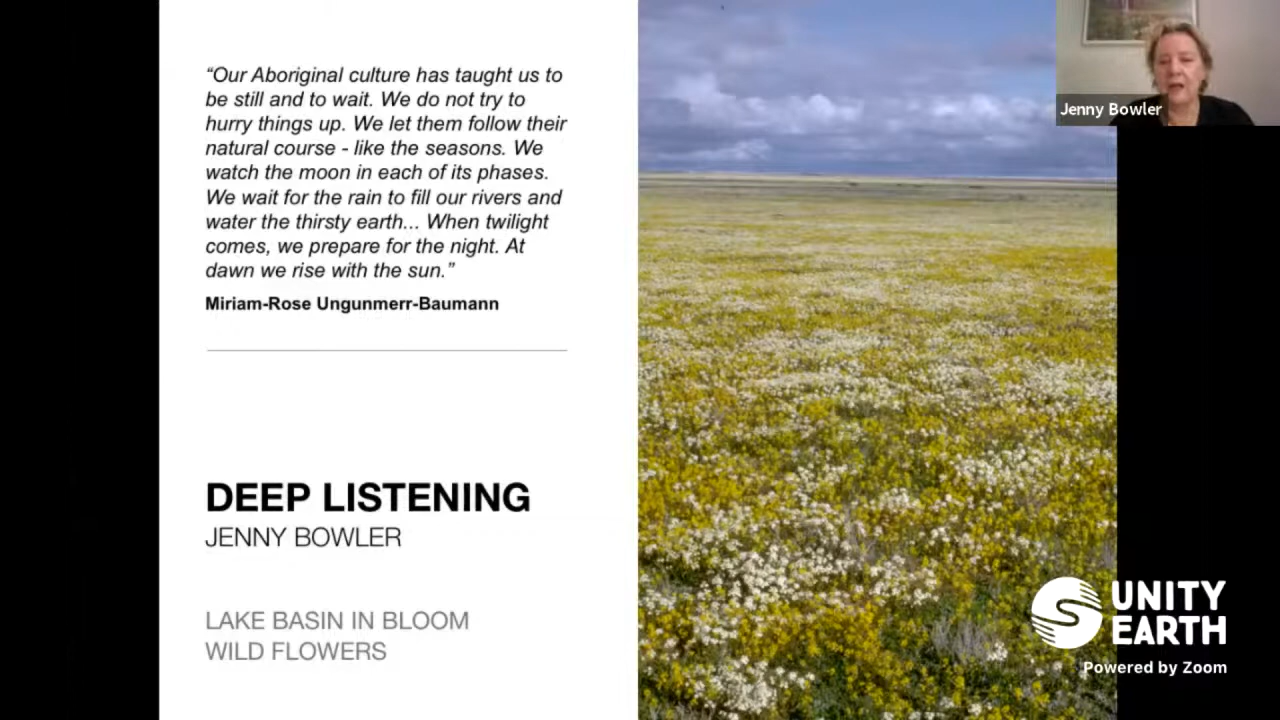 “Our Aboriginal culture has taught us to
be still and to wait. We do not try to
hurry things up. We let them follow their
natural course - like the seasons. We
watch the moon in each of its phases.
We wait for the rain to fill our rivers and
water the thirsty earth... When twilight
comes, we prepare for the night. At
dawn we rise with the sun.”
Miriam-Rose Ungunmerr-Baumann
DEEP LISTENING
JENNY BOWLER
LAKE BASIN IN BLOOM
WILD FLOWERS
Jenny Bowler
UNITY
EARTH
Powered by Zoom